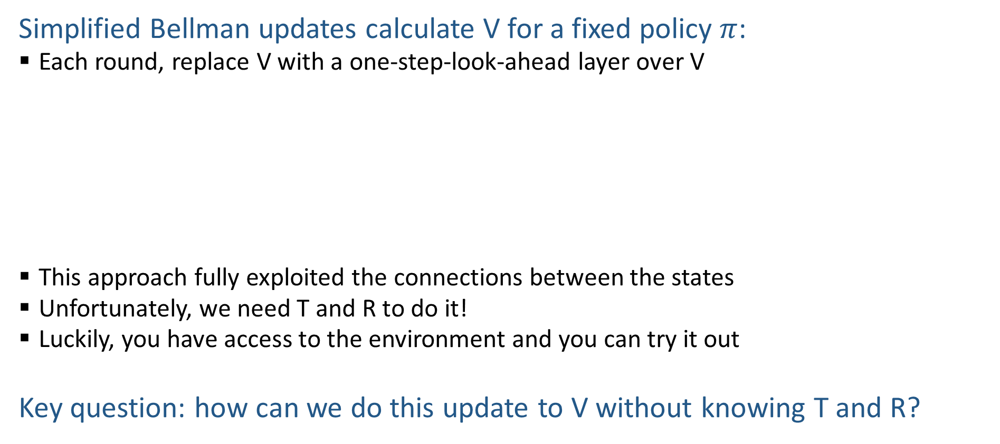 Simplified Bellman updates calculate V for a fixed policy π:
▪ Each round, replace V with a one-step-look-ahead layer over V
▪ This approach fully exploited the connections between the states
▪ Unfortunately, we need T and R to do it!
▪ Luckily, you have access to the environment and you can try it out
Key question: how can we do this update to V without knowing T and R?